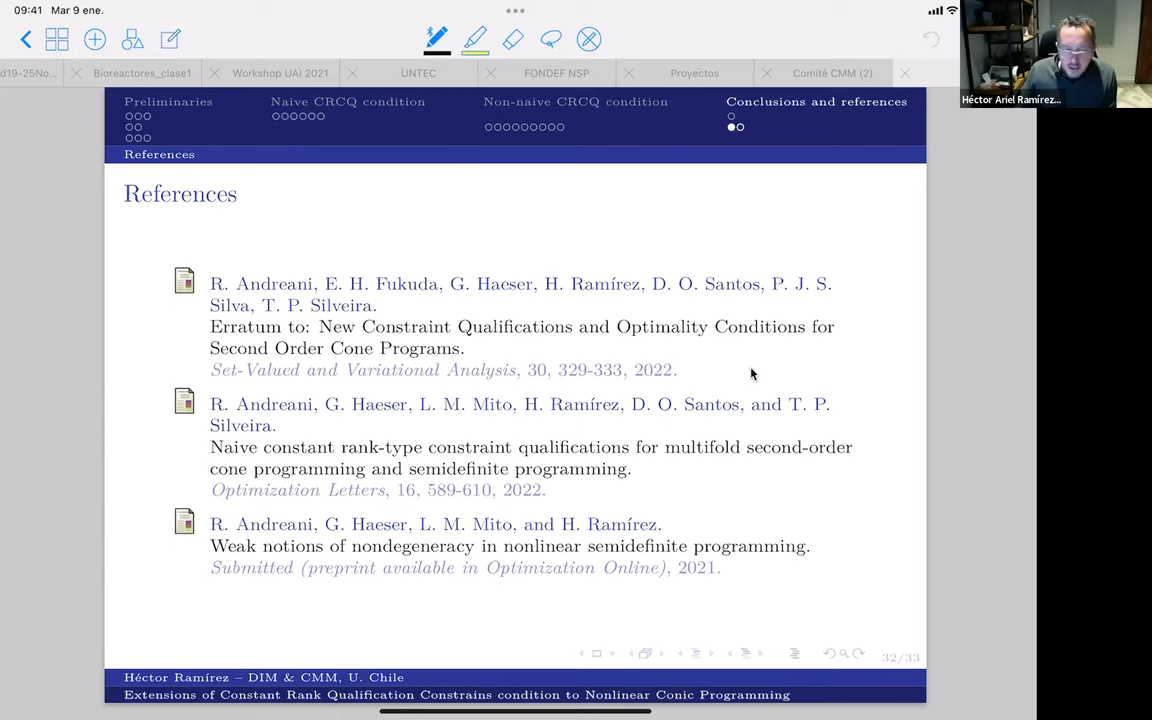 09:41 Mar 9 ene.
d19-25No...
Bioreactores_clase1
Workshop UAI 2021
UNTEC
FONDEF NSP
Proyectos
Comité CMM (2)
Héctor Ariel Ramírez...
Preliminaries
Naive CRCQ condition
Non-naive CRCQ condition
Conclusions and references
References
References
R. Andreani, E. H. Fukuda, G. Haeser, H. Ramírez, D. O. Santos, P. J. S.
Silva, T. P. Silveira.
Erratum to: New Constraint Qualifications and Optimality Conditions for
Second Order Cone Programs.
Set-Valued and Variational Analysis, 30, 329-333, 2022.
R. Andreani, G. Haeser, L. M. Mito, H. Ramírez, D. O. Santos, and T. P.
Silveira.
Naive constant rank-type constraint qualifications for multifold second-order
cone programming and semidefinite programming.
Optimization Letters, 16, 589-610, 2022.
R. Andreani, G. Haeser, L. M. Mito, and H. Ramírez.
Weak notions of nondegeneracy in nonlinear semidefinite programming.
Submitted (preprint available in Optimization Online), 2021.
32/33
Héctor Ramírez – DIM & CMM, U. Chile
Extensions of Constant Rank Qualification Constrains condition to Nonlinear Conic Programming